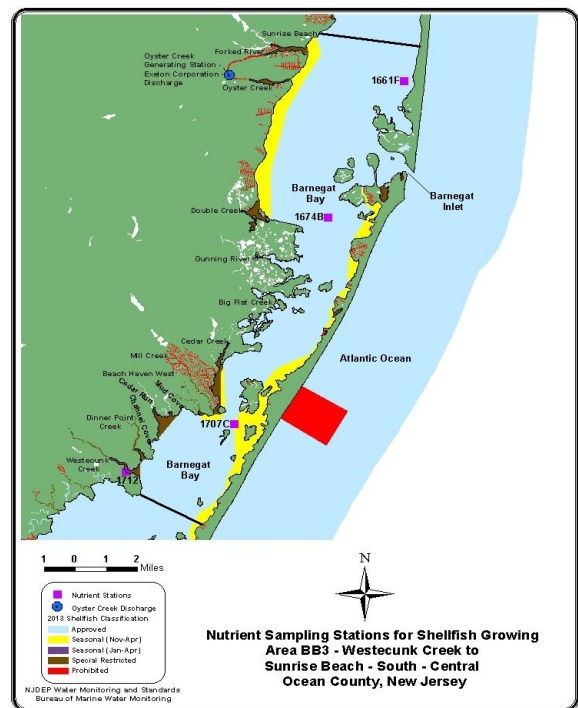 Sunrise Beach
Forked River
Oyster Creek
Generating Station -
Exelon Corporation -
Discharge
Oyster Creek
1661F
Barnegat
Bay
Barnegat
Inlet
Double Creek
1674B
Gunning River
Big Flat Creek
Atlantic Ocean
Cedar Creek
Mill Creek
Beach Haven West
Mud Cove
Cedar Run
Dinner Point
Creek
Channel Cove
1707C
Westecunk
Creek
1712
Barnegat
Bay
1 0 1 2
Miles
N
Nutrient Stations
Oyster Creek Discharge
2013 Shellfish Classification
Approved
Seasonal (Nov-Apr)
Seasonal (Jan-Apr)
Special Restricted
Prohibited
NJDEP Water Monitoring and Standards
Bureau of Marine Water Monitoring
Nutrient Sampling Stations for Shellfish Growing
Area BB3 - Westecunk Creek to
Sunrise Beach - South - Central
Ocean County, New Jersey